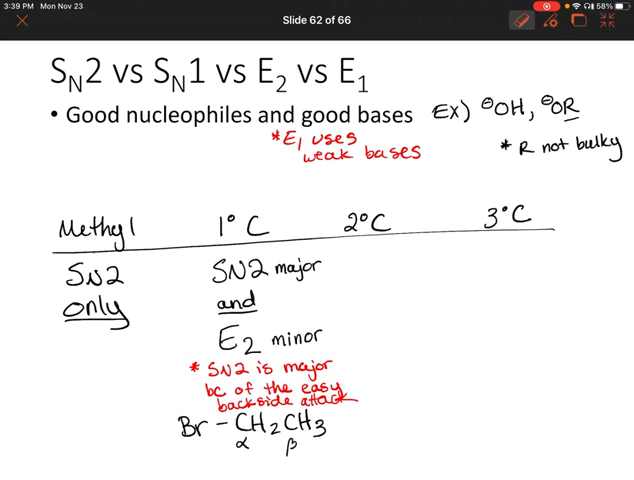 3:39 PM Mon Nov 23
58%
Slide 62 of 66
SN2 vs SN1 vs E2 vs E1
• Good nucleophiles and good bases Ex) ⊖OH, ⊖OR
* E1 uses
weak bases
* R not bulky
Methyl 1° C 2°C 3°C
SN2 SN2 major
only and
E2 minor
* SN2 is major
bc of the easy
backside attack
Br - CH2CH3
α β